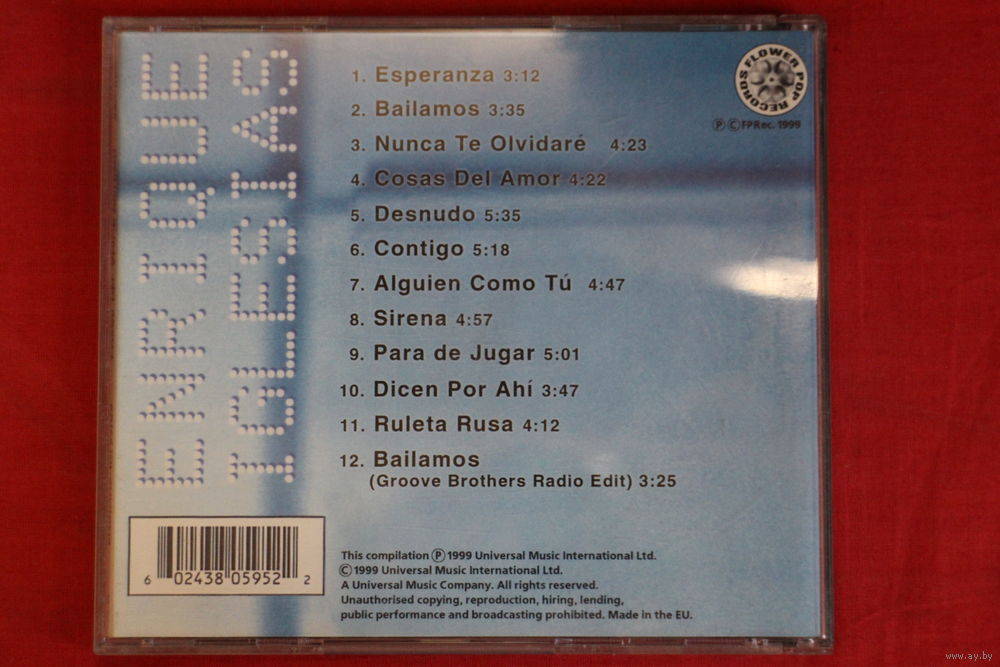 ENRIQUE
IGLESIAS
1. Esperanza 3:12
2. Bailamos 3:35
3. Nunca Te Olvidaré 4:23
4. Cosas Del Amor 4:22
5. Desnudo 5:35
6. Contigo 5:18
7. Alguien Como Tú 4:47
8. Sirena 4:57
9. Para de Jugar 5:01
10. Dicen Por Ahí 3:47
11. Ruleta Rusa 4:12
12. Bailamos
(Groove Brothers Radio Edit) 3:25
FLOWER POP RECORDS
ⓅⒸFPRec. 1999
6 02438 05952 2
This compilation Ⓟ 1999 Universal Music International Ltd.
Ⓒ 1999 Universal Music International Ltd.
A Universal Music Company. All rights reserved.
Unauthorised copying, reproduction, hiring, lending,
public performance and broadcasting prohibited. Made in the EU.
www.ay.by